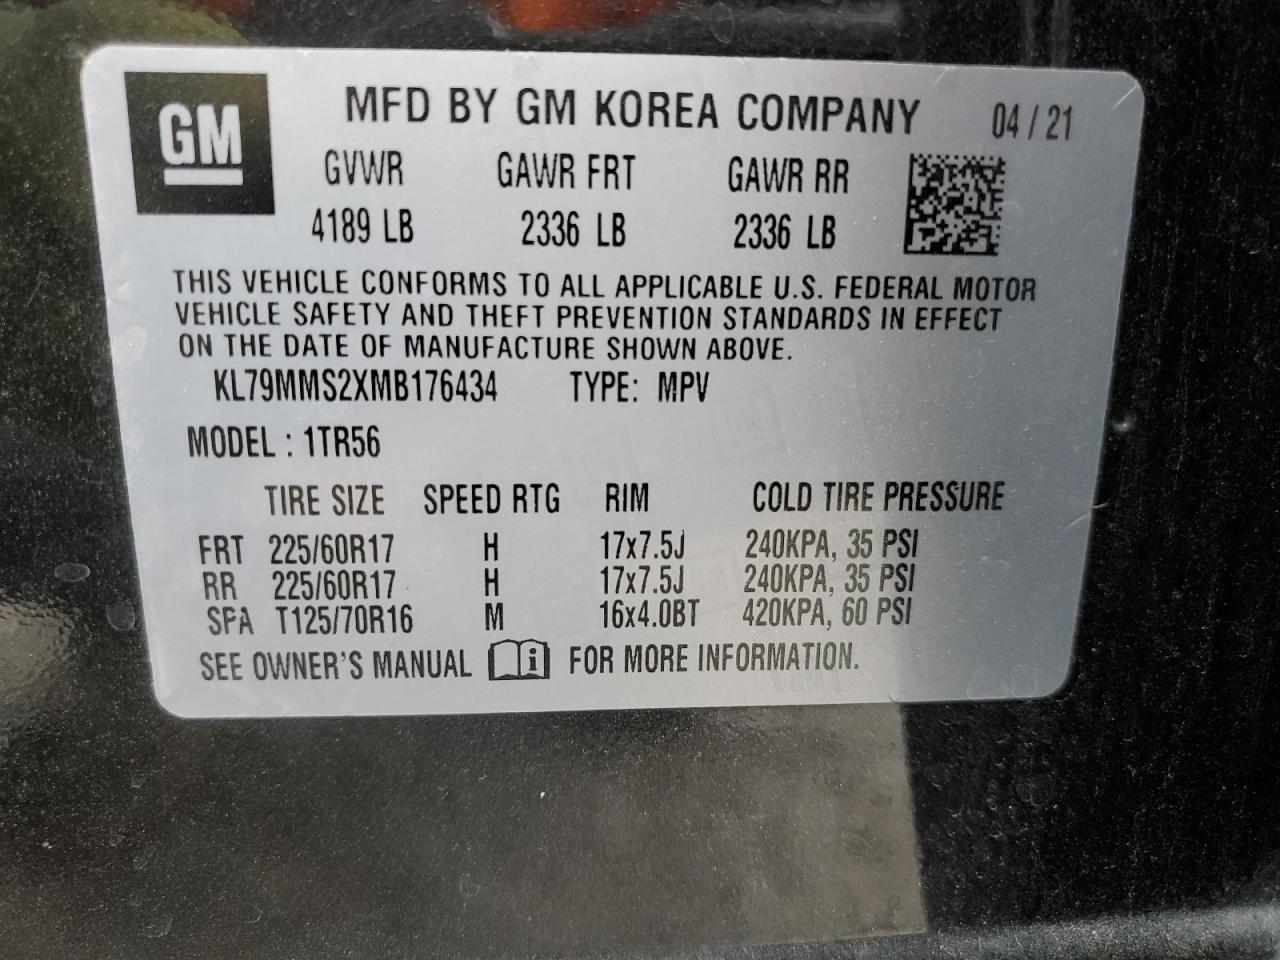 GM
MFD BY GM KOREA COMPANY 04 / 21
GVWR GAWR FRT GAWR RR
4189 LB 2336 LB 2336 LB
THIS VEHICLE CONFORMS TO ALL APPLICABLE U.S. FEDERAL MOTOR
VEHICLE SAFETY AND THEFT PREVENTION STANDARDS IN EFFECT
ON THE DATE OF MANUFACTURE SHOWN ABOVE.
KL79MMS2XMB176434 TYPE: MPV
MODEL : 1TR56
TIRE SIZE SPEED RTG RIM COLD TIRE PRESSURE
FRT 225/60R17 H 17x7.5J 240KPA, 35 PSI
RR 225/60R17 H 17x7.5J 240KPA, 35 PSI
SPA T125/70R16 M 16x4.0BT 420KPA, 60 PSI
SEE OWNER'S MANUAL i FOR MORE INFORMATION.